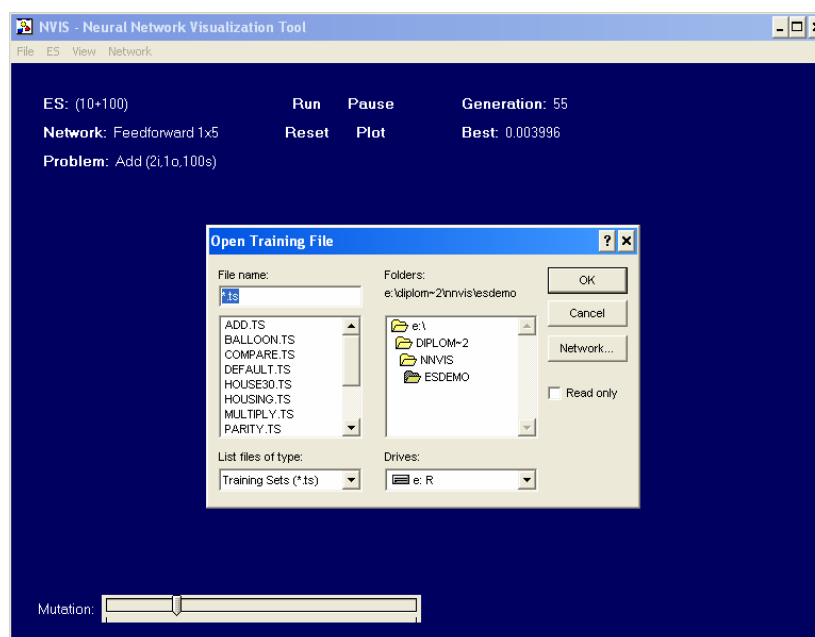 NVIS - Neural Network Visualization Tool
File ES View Network
ES: (10+100) Run Pause Generation: 55
Network: Feedforward 1x5 Reset Plot Best: 0.003996
Problem: Add (2i,1o,100s)
Open Training File
File name:
*.ts
ADD.TS
BALLOON.TS
COMPARE.TS
DEFAULT.TS
HOUSE30.TS
HOUSING.TS
MULTIPLY.TS
PARITY.TS
List files of type:
Training Sets (*.ts)
Folders:
e:\diplom~2\nnvis\esdemo
e:\
DIPLOM~2
NNVIS
ESDEMO
Drives:
e: R
OK
Cancel
Network...
Read only
Mutation: